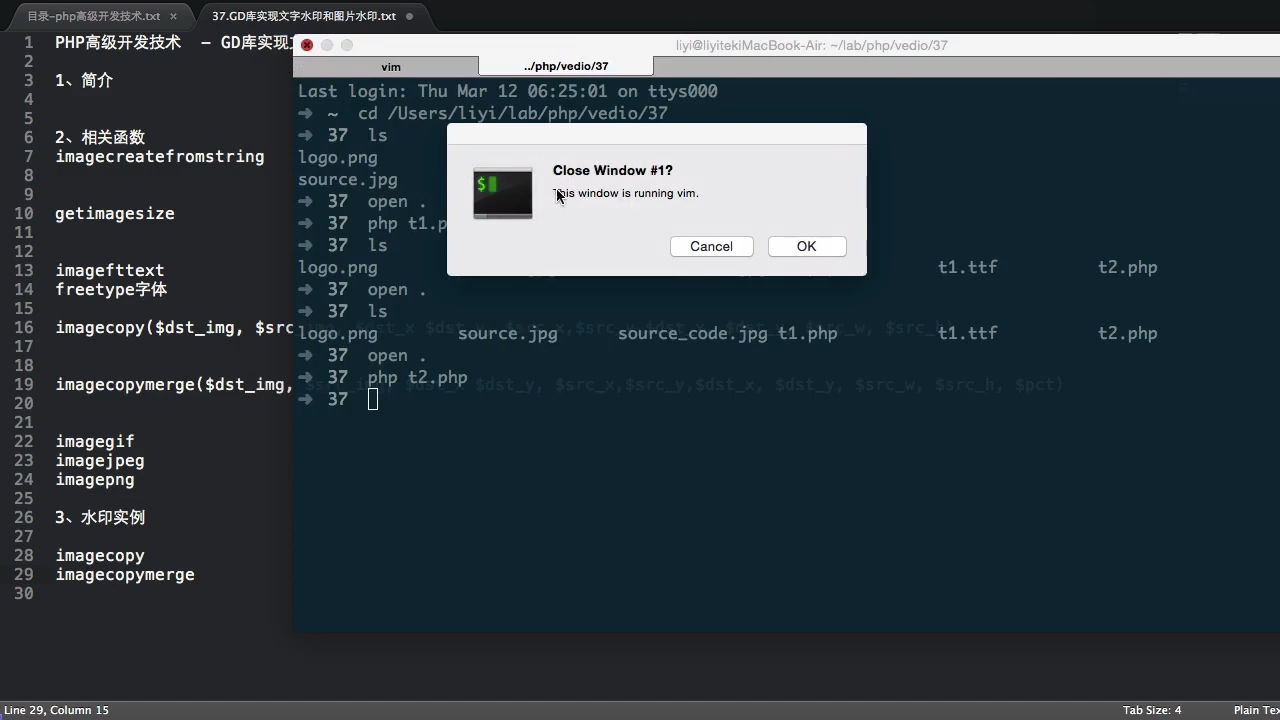 目录-php高级开发技术.txt ×
37.GD库实现文字水印和图片水印.txt
1 PHP高级开发技术 - GD库实现
2
3 1、简介
4
5
6 2、相关函数
7 imagecreatefromstring
8
9
10 getimagesize
11
12
13 imagefttext
14 freetype字体
15
16 imagecopy($dst_img, $src
17
18
19 imagecopymerge($dst_img,
20
21
22 imagegif
23 imagejpeg
24 imagepng
25
26 3、水印实例
27
28 imagecopy
29 imagecopymerge
30
liyi@liyitekiMacBook-Air: ~/lab/php/vedio/37
vim
../php/vedio/37
Last login: Thu Mar 12 06:25:01 on ttys000
➜ ~ cd /Users/liyi/lab/php/vedio/37
➜ 37 ls
logo.png
source.jpg
➜ 37 open .
➜ 37 php t1.p
➜ 37 ls
logo.png t1.ttf t2.php
➜ 37 open .
➜ 37 ls
logo.png source.jpg source_code.jpg t1.php t1.ttf t2.php
➜ 37 open .
➜ 37 php t2.php
$dst_y, $src_x,$src_y,$dst_x, $dst_y, $src_w, $src_h, $pct)
➜ 37
Close Window #1?
This window is running vim.
Cancel
OK
$
Line 29, Column 15
Tab Size: 4
Plain Tex